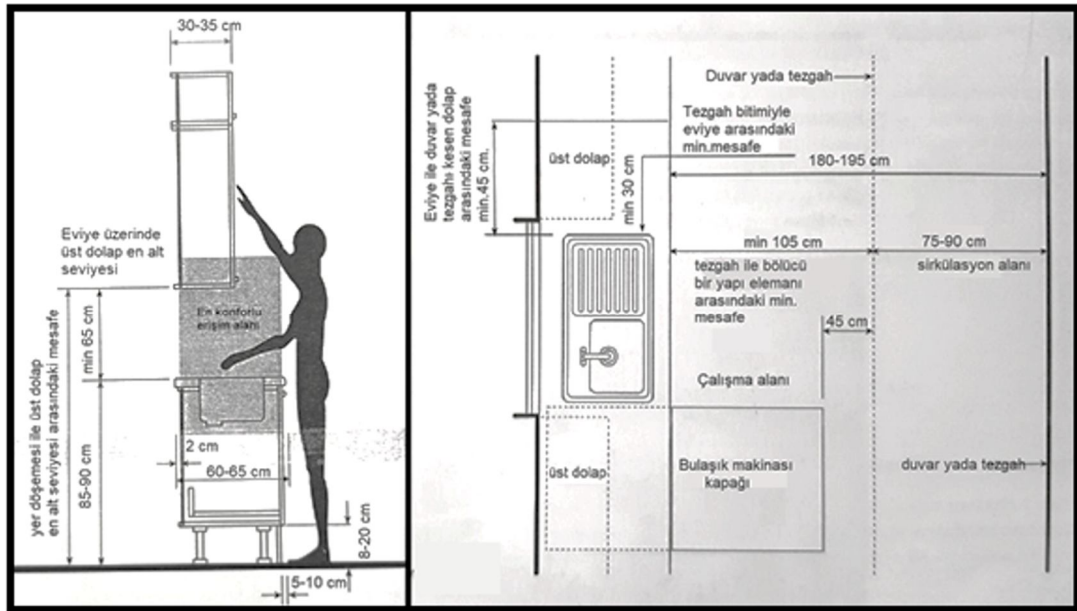 30-35 cm
Eviye üzerinde
üst dolap en alt
seviyesi
En konforlu
erişim alanı
yer döşemesi ile üst dolap
en alt seviyesi arasındaki mesafe
min 65 cm
85-90 cm
2 cm
60-65 cm
8-20 cm
5-10 cm
Eviye ile duvar yada
tezgahı kesen dolap
arasındaki mesafe
min.45 cm.
üst dolap
min 30 cm
Duvar yada tezgah
Tezgah bitimiyle
eviye arasındaki
min.mesafe
180-195 cm
min 105 cm
75-90 cm
tezgah ile bölücü
bir yapı elemanı
arasındaki min.
mesafe
sirkülasyon alanı
45 cm
Çalışma alanı
üst dolap
Bulaşık makinası
kapağı
duvar yada tezgah